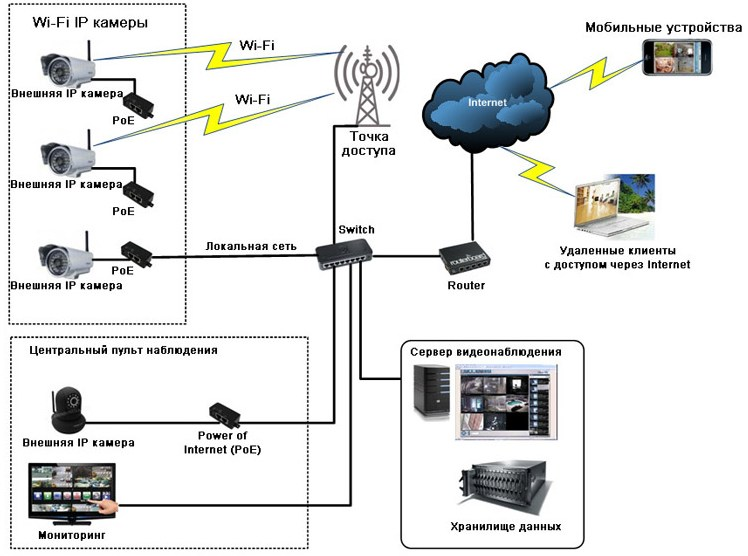 Wi-Fi IP камеры
Внешняя IP камера
PoE
Внешняя IP камера
PoE
Внешняя IP камера
PoE
Wi-Fi
Wi-Fi
Точка
доступа
Internet
Мобильные устройства
Удаленные клиенты
с доступом через Internet
Локальная сеть
Switch
Router
Центральный пульт наблюдения
Внешняя IP камера
Power of
Internet (PoE)
Мониторинг
Сервер видеонаблюдения
Хранилище данных